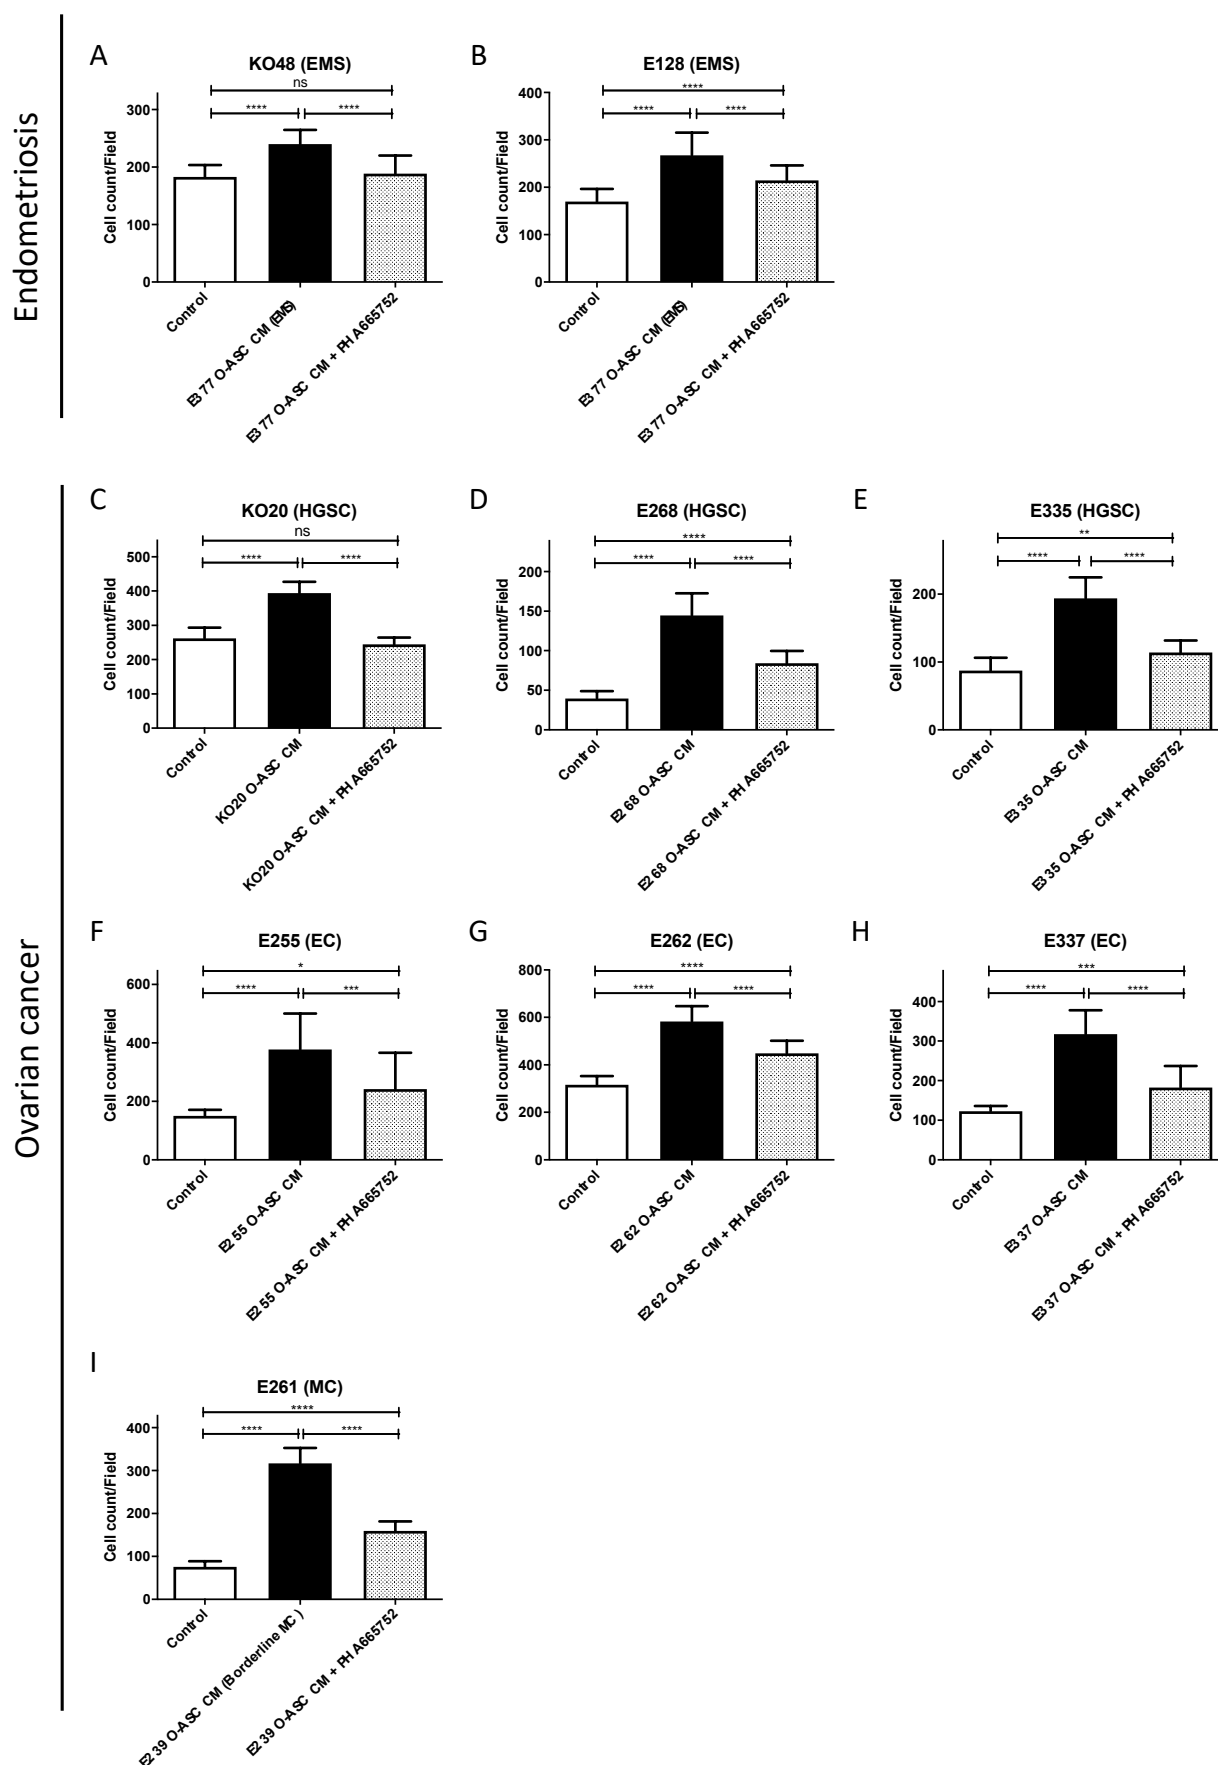 Endometriosis
A
KO48 (EMS)
ns
**** ****
Cell count/Field
300
200
100
0
Control
E377 O-ASC CM (EMS)
E377 O-ASC CM + PHA665752
B
E128 (EMS)
****
**** ****
Cell count/Field
400
300
200
100
0
Control
E377 O-ASC CM (EMS)
E377 O-ASC CM + PHA665752
Ovarian cancer
C
KO20 (HGSC)
ns
**** ****
Cell count/Field
500
400
300
200
100
0
Control
KO20 O-ASC CM
KO20 O-ASC CM + PHA665752
D
E268 (HGSC)
****
**** ****
Cell count/Field
200
150
100
50
0
Control
E268 O-ASC CM
E268 O-ASC CM + PHA665752
E
E335 (HGSC)
**
**** ****
Cell count/Field
200
100
0
Control
E335 O-ASC CM
E335 O-ASC CM + PHA665752
F
E255 (EC)
*
**** ***
Cell count/Field
600
400
200
0
Control
E255 O-ASC CM
E255 O-ASC CM + PHA665752
G
E262 (EC)
****
**** ****
Cell count/Field
800
600
400
200
0
Control
E262 O-ASC CM
E262 O-ASC CM + PHA665752
H
E337 (EC)
***
**** ****
Cell count/Field
400
300
200
100
0
Control
E337 O-ASC CM
E337 O-ASC CM + PHA665752
I
E261 (MC)
****
**** ****
Cell count/Field
400
300
200
100
0
Control
E239 O-ASC CM (Borderline MC)
E239 O-ASC CM + PHA665752